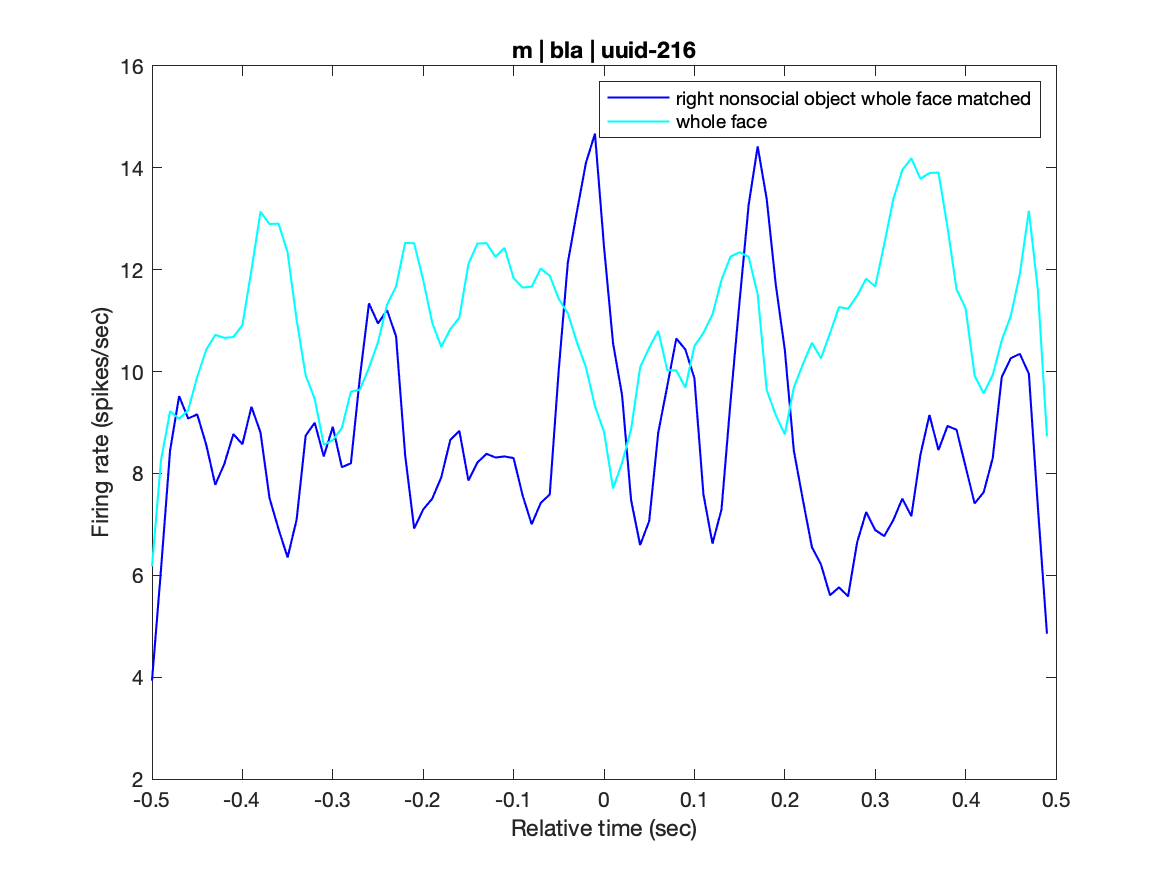 m | bla | uuid-216
right nonsocial object whole face matched
whole face
Firing rate (spikes/sec)
16
14
12
10
8
6
4
2
-0.5 -0.4 -0.3 -0.2 -0.1 0 0.1 0.2 0.3 0.4 0.5
Relative time (sec)